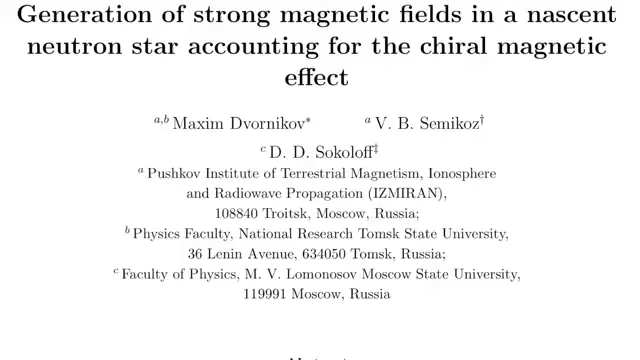 Generation of strong magnetic fields in a nascent
neutron star accounting for the chiral magnetic
effect
a,b Maxim Dvornikov* a V. B. Semikoz†
c D. D. Sokoloff‡
a Pushkov Institute of Terrestrial Magnetism, Ionosphere
and Radiowave Propagation (IZMIRAN),
108840 Troitsk, Moscow, Russia;
b Physics Faculty, National Research Tomsk State University,
36 Lenin Avenue, 634050 Tomsk, Russia;
c Faculty of Physics, M. V. Lomonosov Moscow State University,
119991 Moscow, Russia